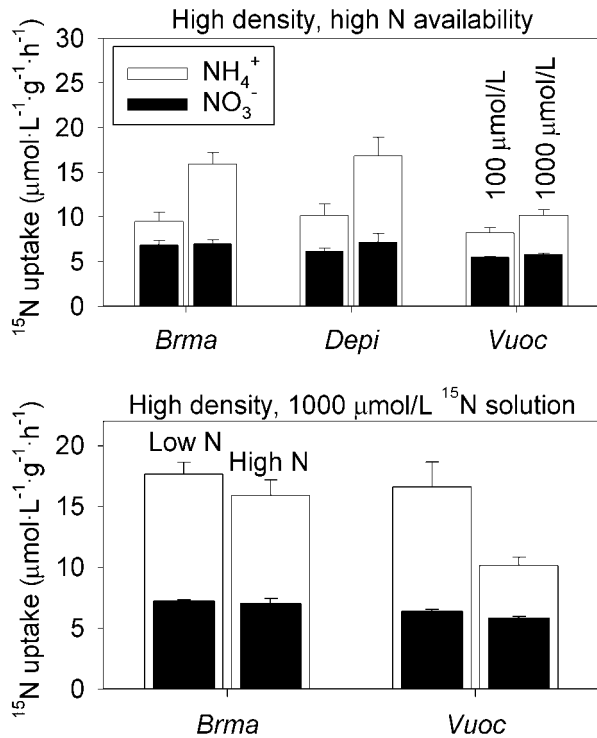 High density, high N availability
¹⁵N uptake (μmol·L⁻¹·g⁻¹·h⁻¹)
30
25
20
15
10
5
0
NH₄⁺
NO₃⁻
100 μmol/L
1000 μmol/L
Brma Depi Vuoc
High density, 1000 μmol/L ¹⁵N solution
¹⁵N uptake (μmol·L⁻¹·g⁻¹·h⁻¹)
20
15
10
5
0
Low N
High N
Brma Vuoc